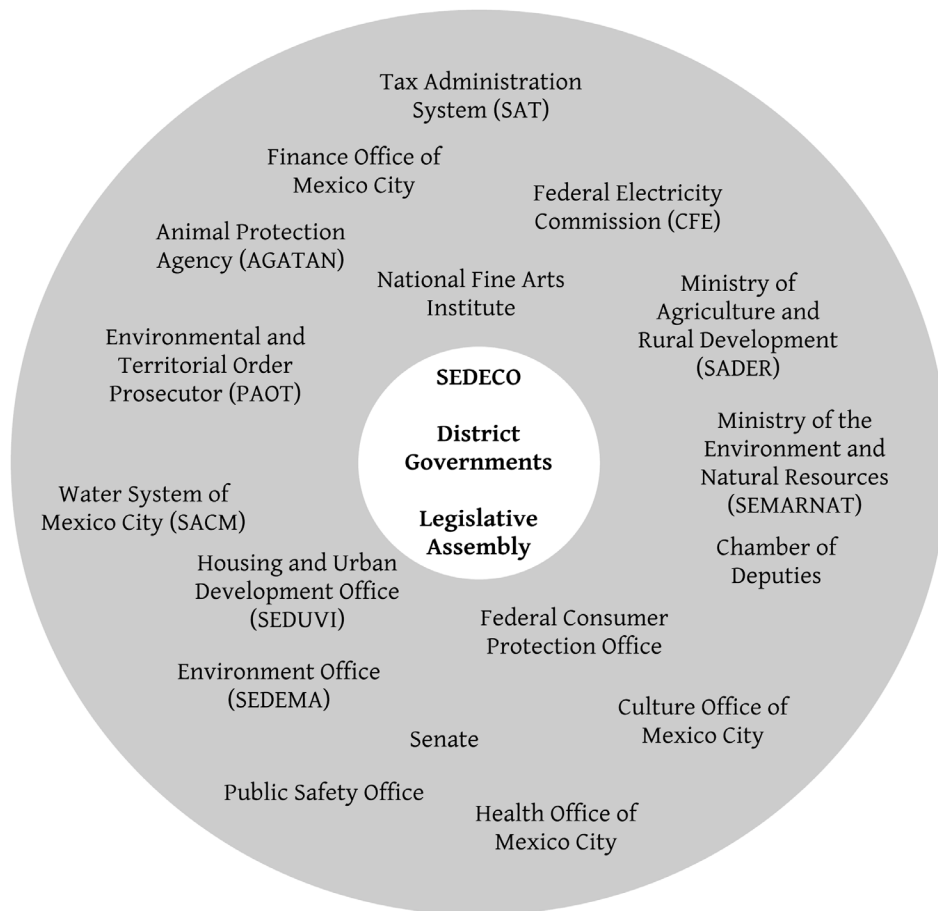 Tax Administration
System (SAT)
Finance Office of
Mexico City
Federal Electricity
Commission (CFE)
Animal Protection
Agency (AGATAN)
National Fine Arts
Institute
Ministry of
Agriculture and
Rural Development
(SADER)
Environmental and
Territorial Order
Prosecutor (PAOT)
SEDECO
District
Governments
Legislative
Assembly
Ministry of the
Environment and
Natural Resources
(SEMARNAT)
Water System of
Mexico City (SACM)
Chamber of
Deputies
Housing and Urban
Development Office
(SEDUVI)
Federal Consumer
Protection Office
Environment Office
(SEDEMA)
Culture Office of
Mexico City
Senate
Public Safety Office
Health Office of
Mexico City